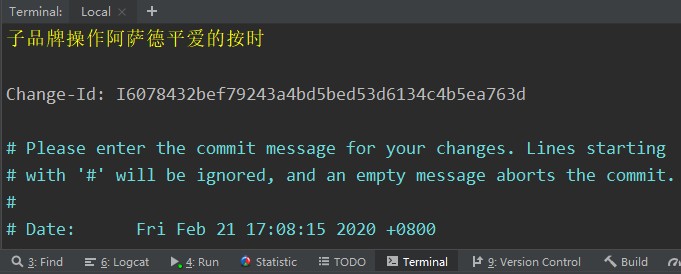 Terminal: Local × +
子品牌操作阿萨德平爱的按时
Change-Id: I6078432bef79243a4bd5bed53d6134c4b5ea763d
# Please enter the commit message for your changes. Lines starting
# with '#' will be ignored, and an empty message aborts the commit.
#
# Date:      Fri Feb 21 17:08:15 2020 +0800
3: Find 6: Logcat 4: Run Statistic TODO Terminal 9: Version Control Build